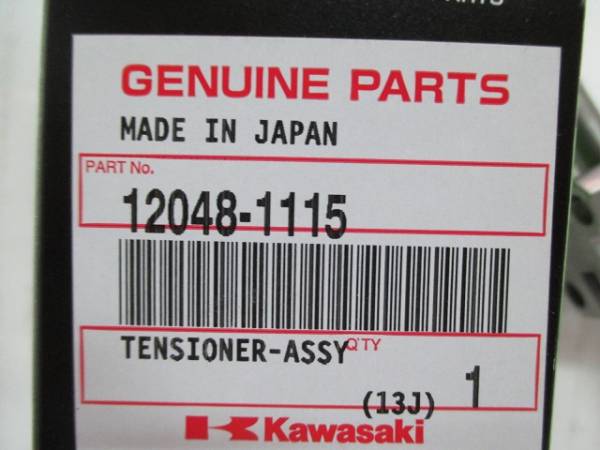 GENUINE PARTS
MADE IN JAPAN
PART No.
12048-1115
TENSIONER-ASSY
Q'TY
1
(13J)
Kawasaki